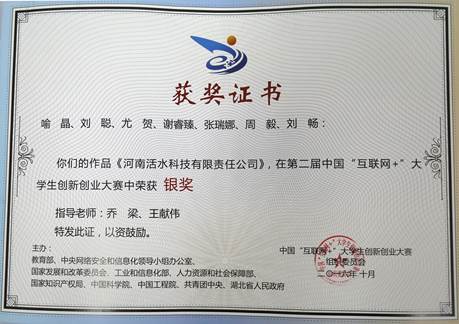 获奖证书
喻 晶、刘 聪、尤 贺、谢睿臻、张瑞娜、周 毅、刘 畅：
你们的作品《河南活水科技有限责任公司》，在第二届中国“互联网+”大
学生创新创业大赛中荣获 银奖
指导老师：乔 梁、王献伟
特发此证，以资鼓励。
主办：
教育部、中央网络安全和信息化领导小组办公室、
国家发展和改革委员会、工业和信息化部、人力资源和社会保障部、
国家知识产权局、中国科学院、中国工程院、共青团中央、湖北省人民政府
中国“互联网+”大学生创新创业大赛
组织委员会
二〇一六年十月